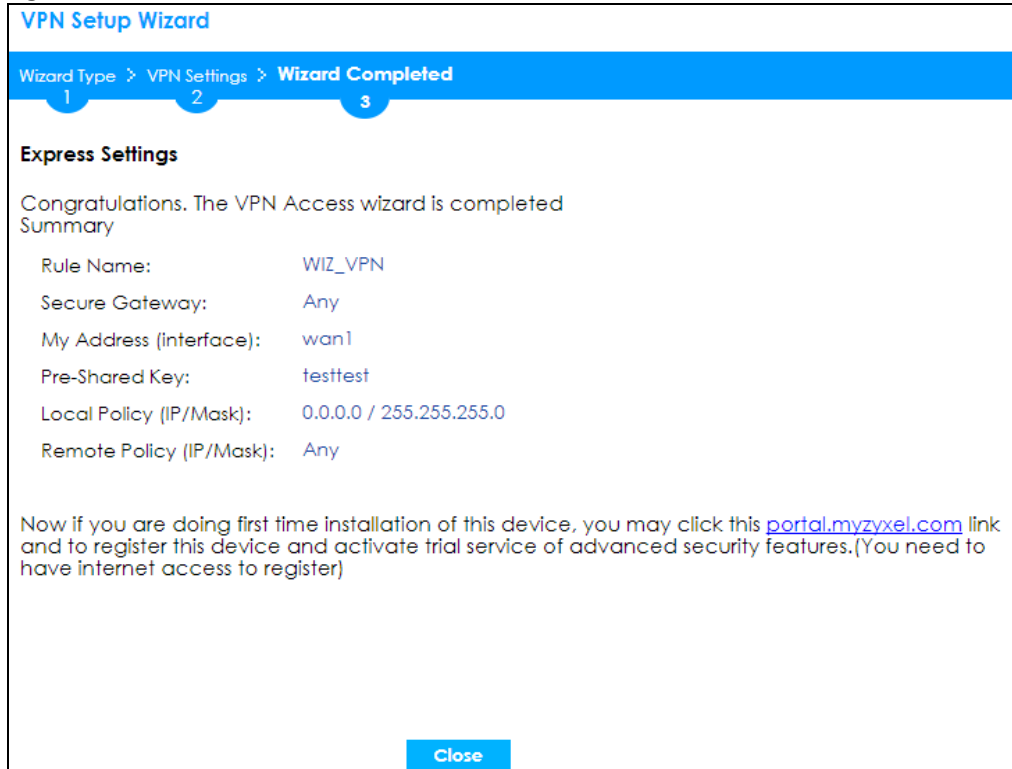 VPN Setup Wizard
Wizard Type > VPN Settings > Wizard Completed
1 2 3
Express Settings
Congratulations. The VPN Access wizard is completed
Summary
Rule Name: WIZ_VPN
Secure Gateway: Any
My Address (interface): wan1
Pre-Shared Key: testtest
Local Policy (IP/Mask): 0.0.0.0 / 255.255.255.0
Remote Policy (IP/Mask): Any
Now if you are doing first time installation of this device, you may click this portal.myzyxel.com link
and to register this device and activate trial service of advanced security features.(You need to
have internet access to register)
Close